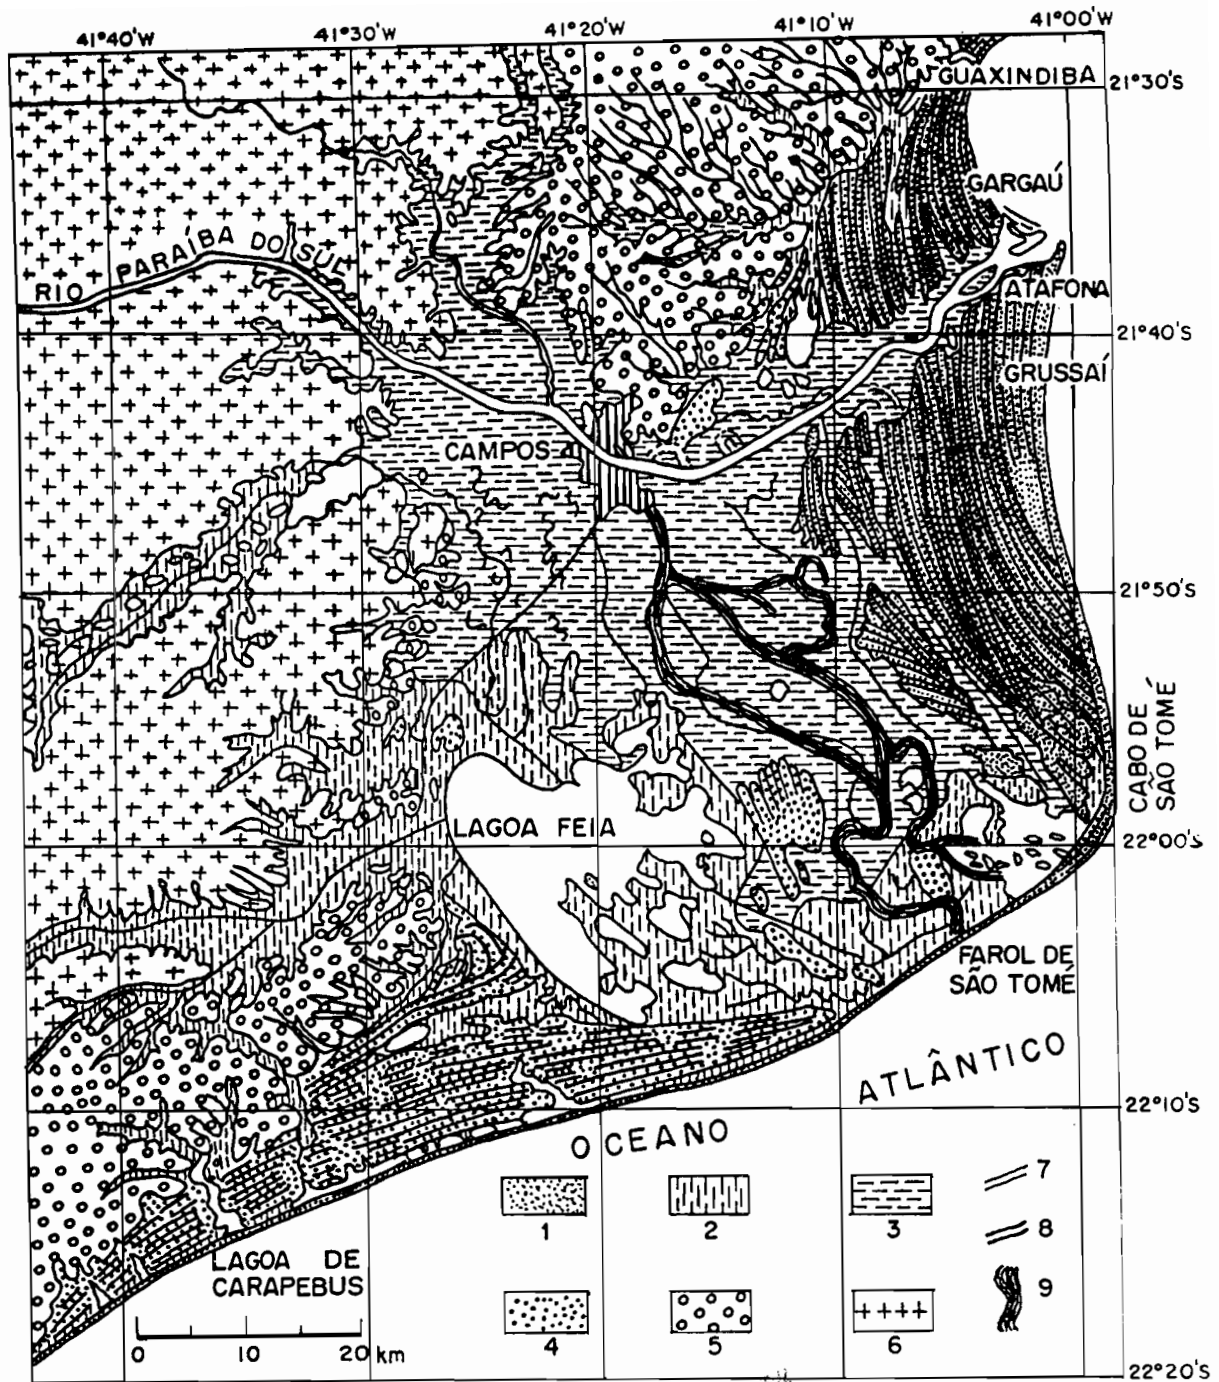 41°40'W 41°30'W 41°20'W 41°10'W 41°00'W
GUAXINDIBA
21°30'S
GARGAÚ
RIO PARAÍBA DO SUL
ATAFONA
21°40'S
GRUSSAÍ
CAMPOS
21°50'S
CABO DE
SÃO TOMÉ
LAGOA FEIA
22°00'S
FAROL DE
SÃO TOMÉ
OCEANO ATLÂNTICO
22°10'S
1 2 3
4 5 6
7
8
9
LAGOA DE
CARAPEBUS
0 10 20 km
22°20'S